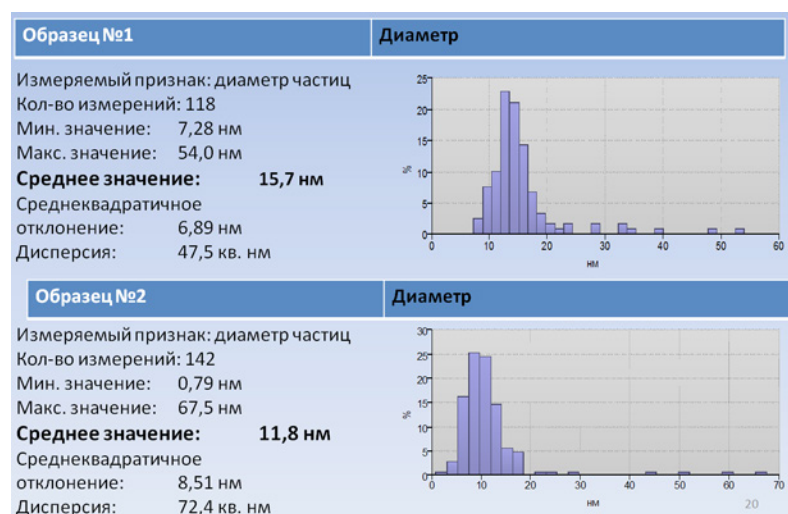 Образец №1
Диаметр
Измеряемый признак: диаметр частиц
Кол-во измерений: 118
Мин. значение: 7,28 нм
Макс. значение: 54,0 нм
Среднее значение: 15,7 нм
Среднеквадратичное
отклонение: 6,89 нм
Дисперсия: 47,5 кв. нм
25
20
15
%
10
5
0
0 10 20 30 40 50 60
нм
Образец №2
Диаметр
Измеряемый признак: диаметр частиц
Кол-во измерений: 142
Мин. значение: 0,79 нм
Макс. значение: 67,5 нм
Среднее значение: 11,8 нм
Среднеквадратичное
отклонение: 8,51 нм
Дисперсия: 72,4 кв. нм
30
25
20
15
%
10
5
0
0 10 20 30 40 50 60 70
нм
20